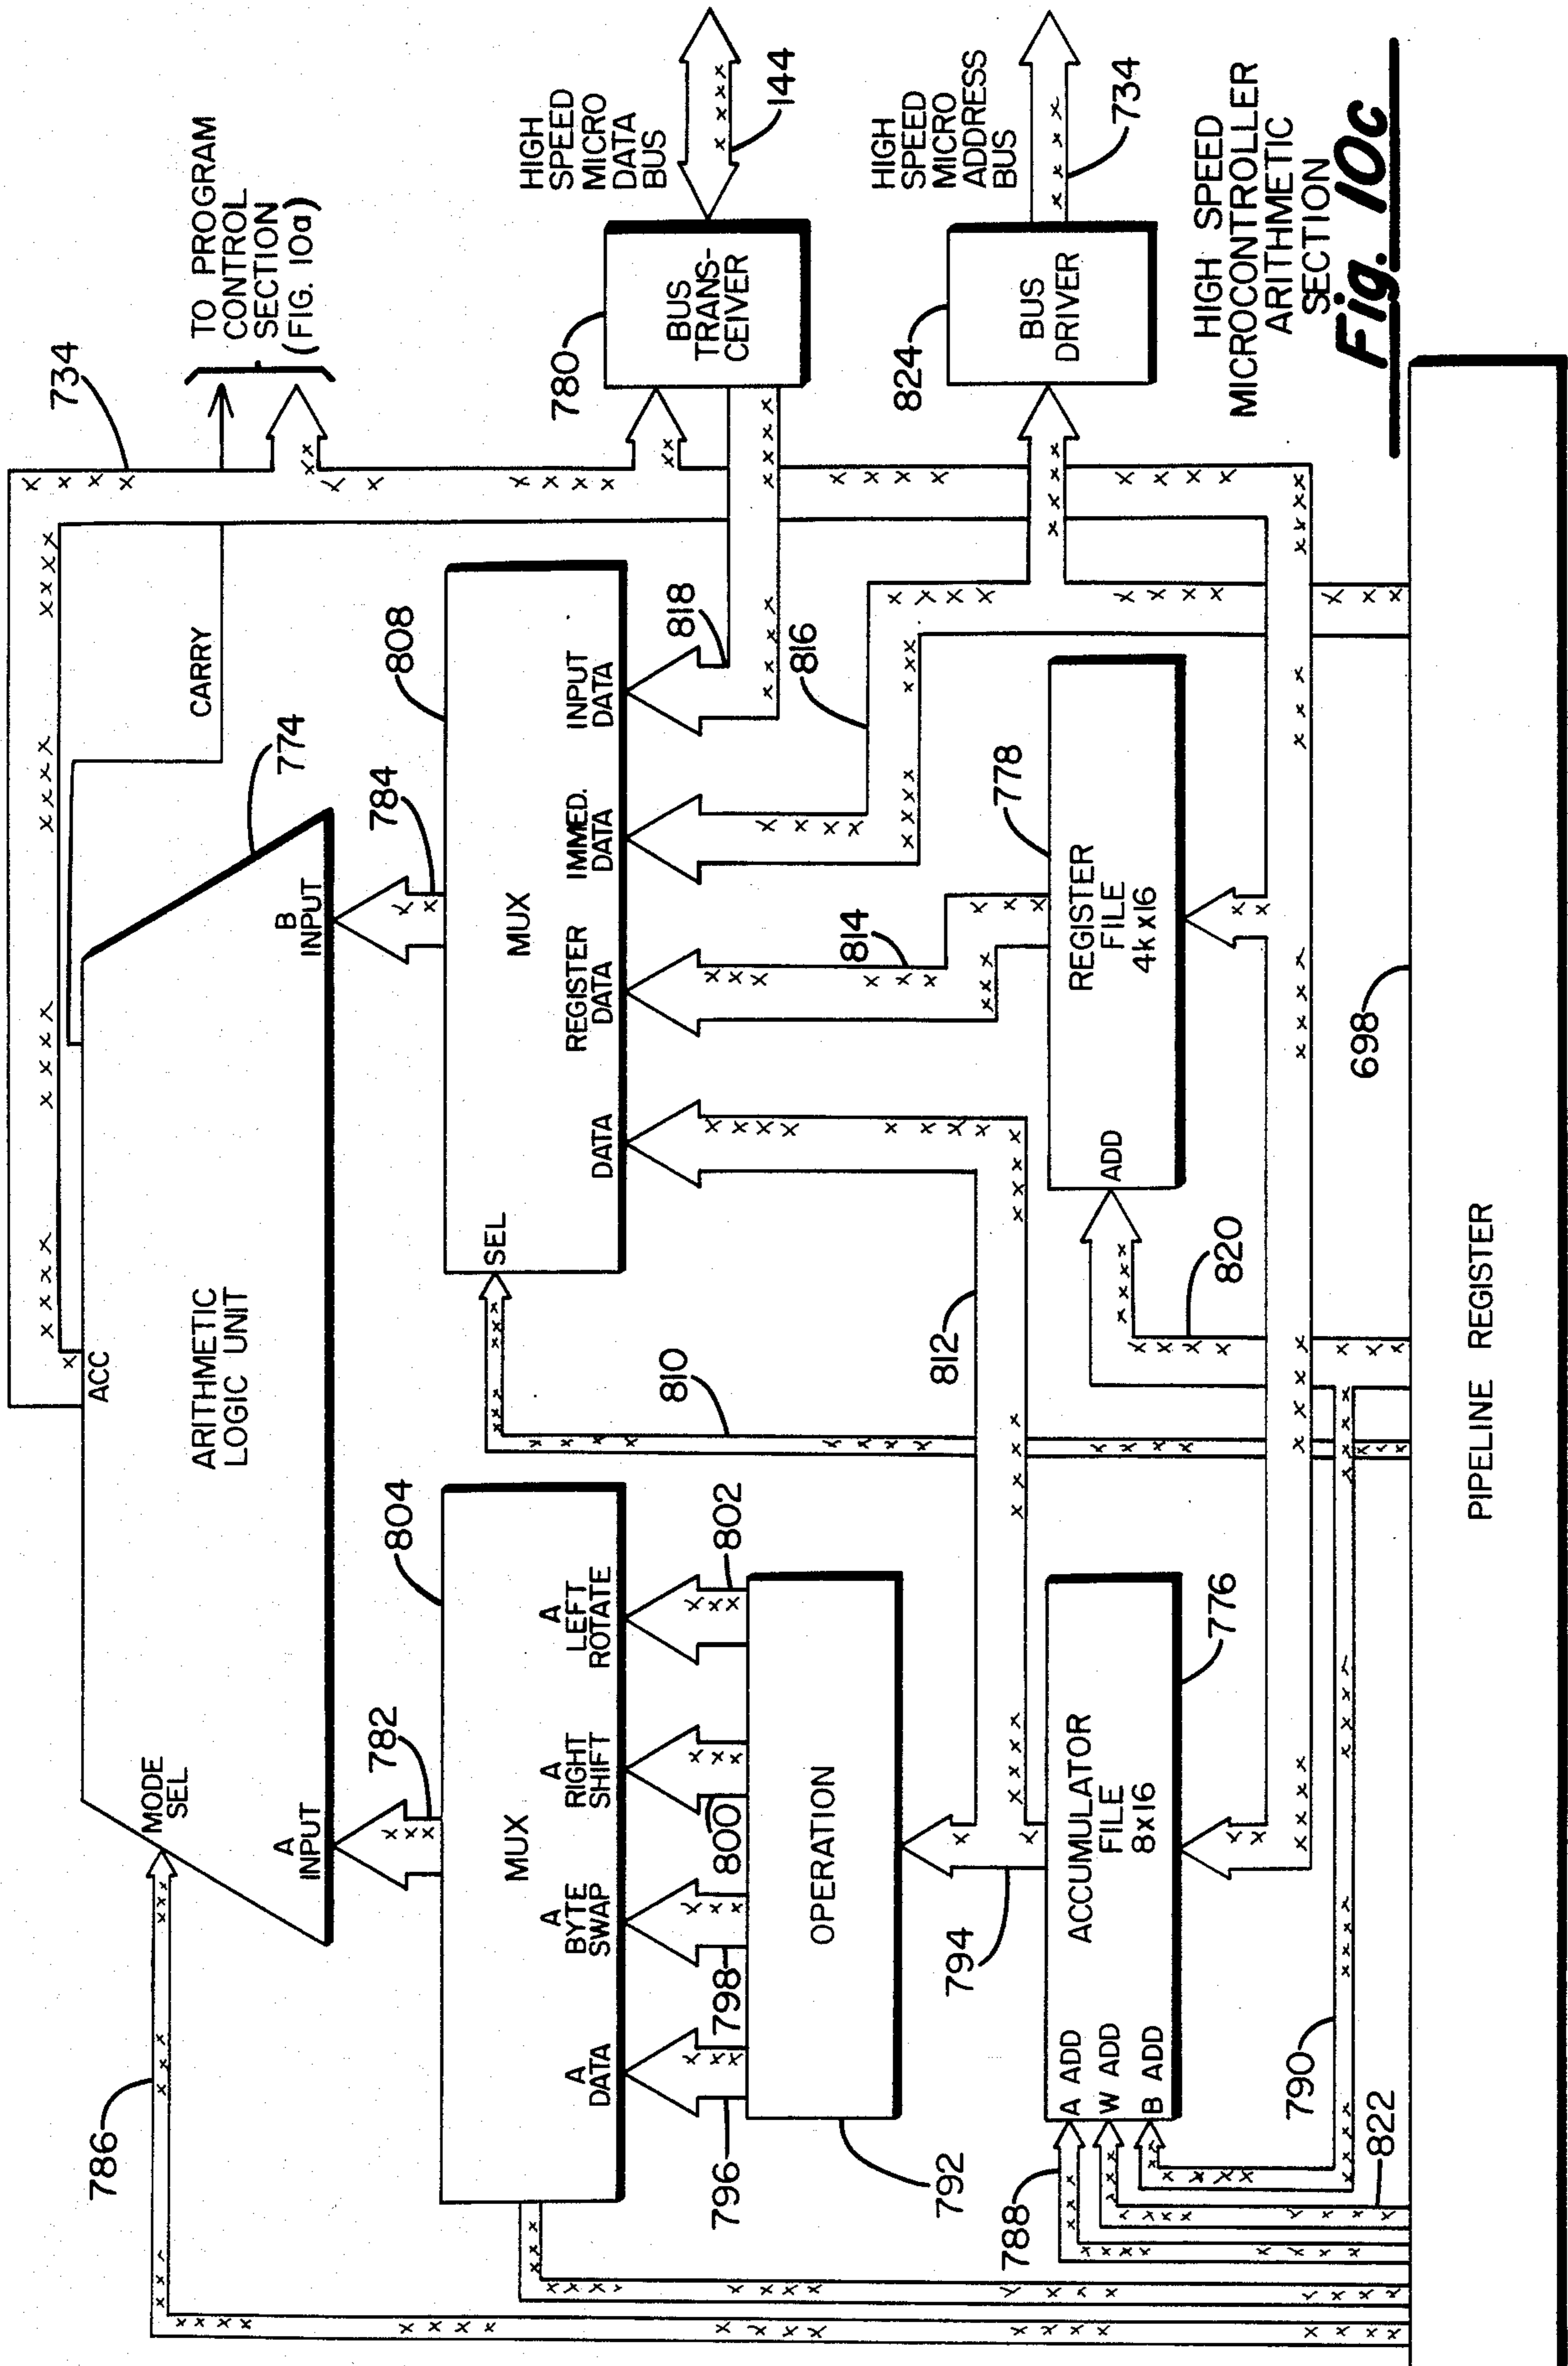 734
TO PROGRAM
CONTROL
SECTION
(FIG. 10a)
CARRY
ACC
ARITHMETIC
LOGIC UNIT
774
MODE
SEL
A
INPUT
B
INPUT
786
782
784
804
MUX
A
DATA
A
BYTE
SWAP
A
RIGHT
SHIFT
A
LEFT
ROTATE
808
MUX
SEL
DATA
REGISTER
DATA
IMMED.
DATA
INPUT
DATA
HIGH
SPEED
MICRO
DATA
BUS
144
780
BUS
TRANS-
CEIVER
796
798
800
802
810
818
OPERATION
792
794
812
814
816
HIGH
SPEED
MICRO
ADDRESS
BUS
734
824
BUS
DRIVER
788
A ADD
W ADD
B ADD
ACCUMULATOR
FILE
8x16
776
ADD
REGISTER
FILE
4k x16
778
820
790
822
698
PIPELINE REGISTER
HIGH SPEED
MICROCONTROLLER
ARITHMETIC
SECTION
Fig. 10c